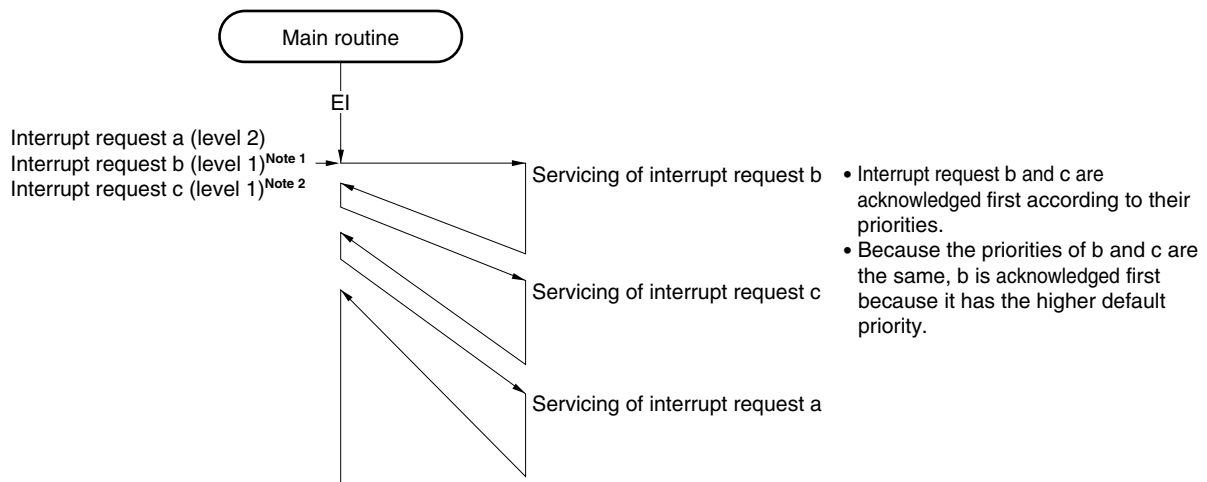 Main routine
EI
Interrupt request a (level 2)
Interrupt request b (level 1)Note 1
Interrupt request c (level 1)Note 2
Servicing of interrupt request b
• Interrupt request b and c are
acknowledged first according to their
priorities.
• Because the priorities of b and c are
the same, b is acknowledged first
because it has the higher default
priority.
Servicing of interrupt request c
Servicing of interrupt request a